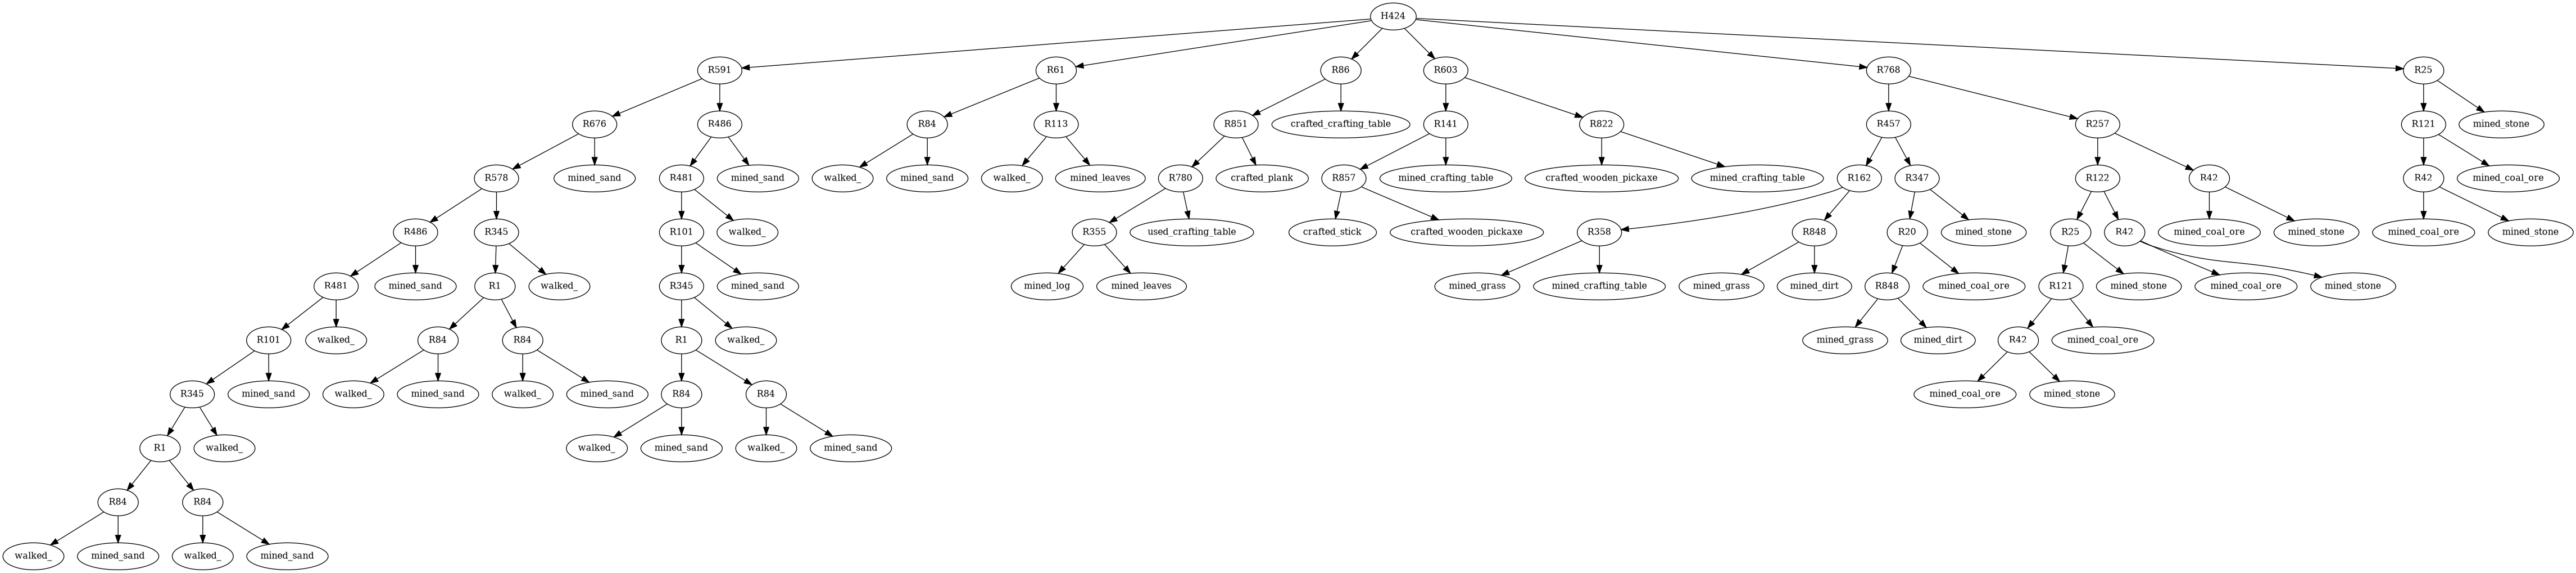 H424
R591 R61 R86 R603 R768 R25
R676 R486 R84 R113 R851 crafted_crafting_table R141 R822 R457 R257 R121 mined_stone
R578 mined_sand R481 mined_sand walked_ mined_sand walked_ mined_leaves R780 crafted_plank R857 mined_crafting_table crafted_wooden_pickaxe mined_crafting_table R162 R347 R122 R42 R42 mined_coal_ore
R486 R345 R101 walked_ R355 used_crafting_table crafted_stick crafted_wooden_pickaxe R358 R848 R20 mined_stone R25 R42 mined_coal_ore mined_stone mined_coal_ore mined_stone
R481 mined_sand R1 walked_ R345 mined_sand mined_log mined_leaves mined_grass mined_crafting_table mined_grass mined_dirt R848 mined_coal_ore R121 mined_stone mined_coal_ore mined_stone
R101 walked_ R84 R84 R1 walked_ mined_grass mined_dirt R42 mined_coal_ore
R345 mined_sand walked_ mined_sand walked_ mined_sand R84 R84 mined_coal_ore mined_stone
R1 walked_ walked_ mined_sand walked_ mined_sand
R84 R84
walked_ mined_sand walked_ mined_sand